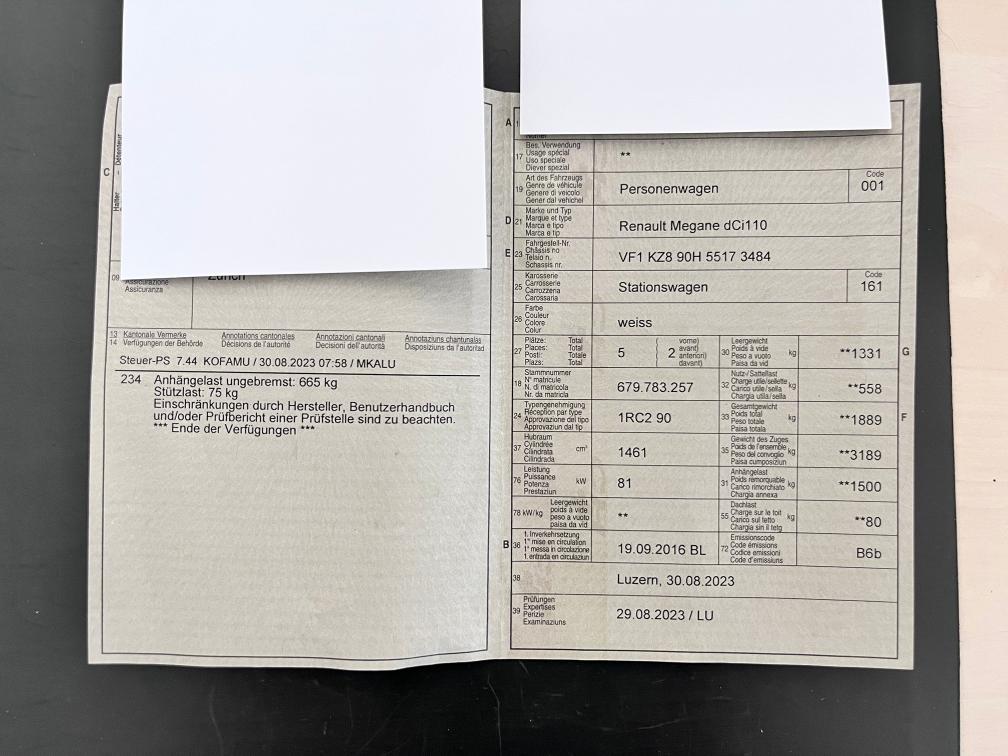 C
Halter - Détenteur
09
Assicurazione
Assicuranza
Zürich
13 Kantonale Vermerke
14 Verfügungen der Behörde
Annotations cantonales
Décisions de l'autorité
Annotazioni cantonali
Decisioni dell'autorità
Annotaziuns chantunalas
Disposiziuns da l'autoritad
Steuer-PS 7.44 KOFAMU / 30.08.2023 07:58 / MKALU
234 Anhängelast ungebremst: 665 kg
Stützlast: 75 kg
Einschränkungen durch Hersteller, Benutzerhandbuch
und/oder Prüfbericht einer Prüfstelle sind zu beachten.
*** Ende der Verfügungen ***
A
17 Bes. Verwendung
Usage spécial
Uso speciale
Diever spezial
**
19 Art des Fahrzeugs
Genre de véhicule
Genere di veicolo
Gener dal vehichel
Personenwagen
Code
001
D 21 Marke und Typ
Marque et type
Marca e tipo
Marca e tip
Renault Megane dCi110
E 23 Fahrgestell-Nr.
Châssis no
Telaio n.
Schassis nr.
VF1 KZ8 90H 5517 3484
25 Karosserie
Carrosserie
Carrozzeria
Carossaria
Stationswagen
Code
161
26 Farbe
Couleur
Colore
Colur
weiss
27 Plätze: Total
Places: Total
Posti: Totale
Plazs: Total
5
( 2
vorne)
avant)
anteriori)
davant)
30 Leergewicht
Poids à vide
Peso a vuoto
Paisa da vid
kg
**1331
G
18 Stammnummer
N° matricule
N. di matricola
Nr. da matricla
679.783.257
32 Nutz-/Sattellast
Charge utile/sellette
Carico utile/sella
Chargia utila/sella
kg
**558
24 Typengenehmigung
Réception par type
Approvazione del tipo
Approvaziun dal tip
1RC2 90
33 Gesamtgewicht
Poids total
Peso totale
Paisa totala
kg
**1889
F
37 Hubraum
Cylindrée
Cilindrata
Cilindrada
cm³
1461
35 Gewicht des Zuges
Poids de l'ensemble
Peso del convoglio
Paisa cumposiziun
kg
**3189
76 Leistung
Puissance
Potenza
Prestaziun
kW
81
31 Anhängelast
Poids remorquable
Carico rimorchiato
Chargia annexa
kg
**1500
78 kW/kg
Leergewicht
poids à vide
peso a vuoto
paisa da vid
**
55 Dachlast
Charge sur le toit
Carico sul tetto
Chargia sin il tetg
kg
**80
B 36 1. Inverkehrsetzung
1re mise en circulation
1a messa in circolazione
1. entrada en circulaziun
19.09.2016 BL
72 Emissionscode
Code émissions
Codice emissioni
Code d'emissiuns
B6b
38
Luzern, 30.08.2023
39 Prüfungen
Expertises
Perizie
Examinaziuns
29.08.2023 / LU